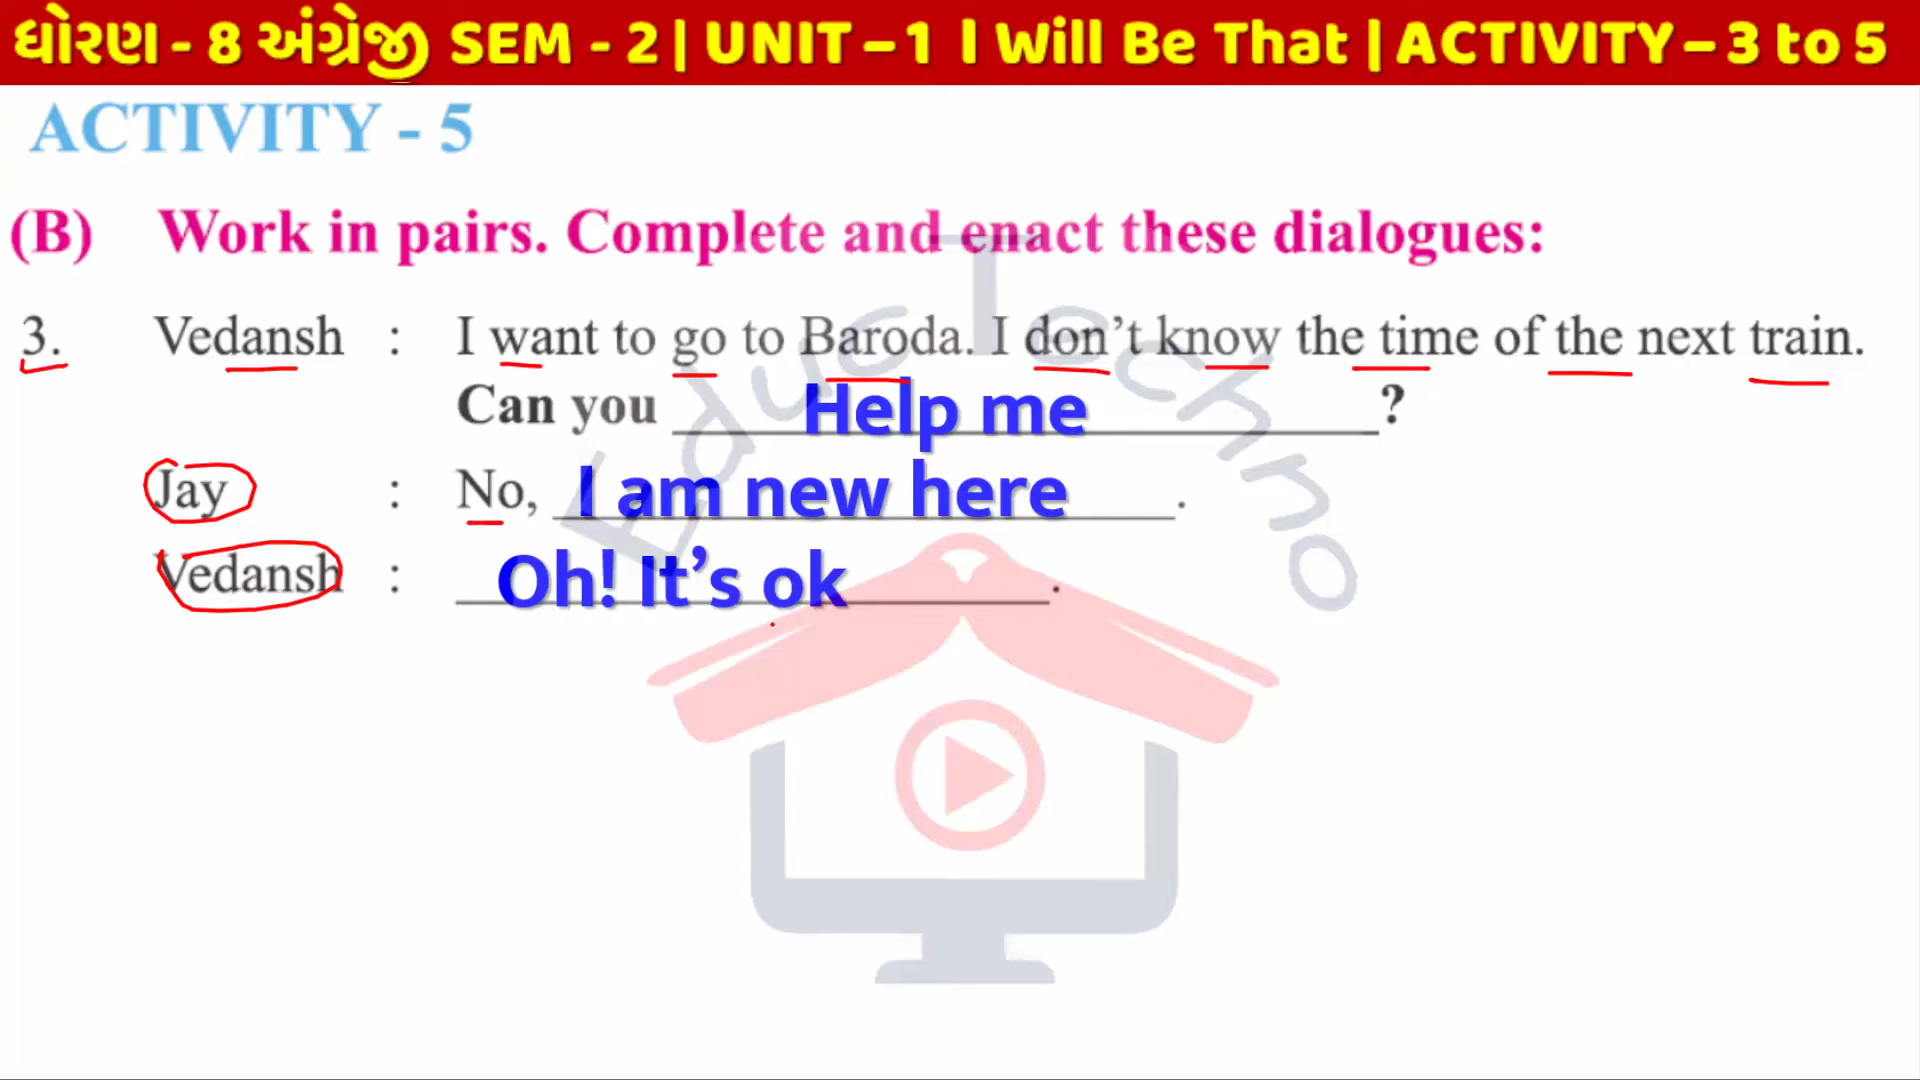 ધોરણ - 8 અંગ્રેજી SEM - 2 | UNIT – 1 I Will Be That | ACTIVITY – 3 to 5
ACTIVITY - 5
(B) Work in pairs. Complete and enact these dialogues:
3. Vedansh : I want to go to Baroda. I don’t know the time of the next train.
Can you Help me ?
Jay : No, I am new here .
Vedansh : Oh! It’s ok .
EducTechno